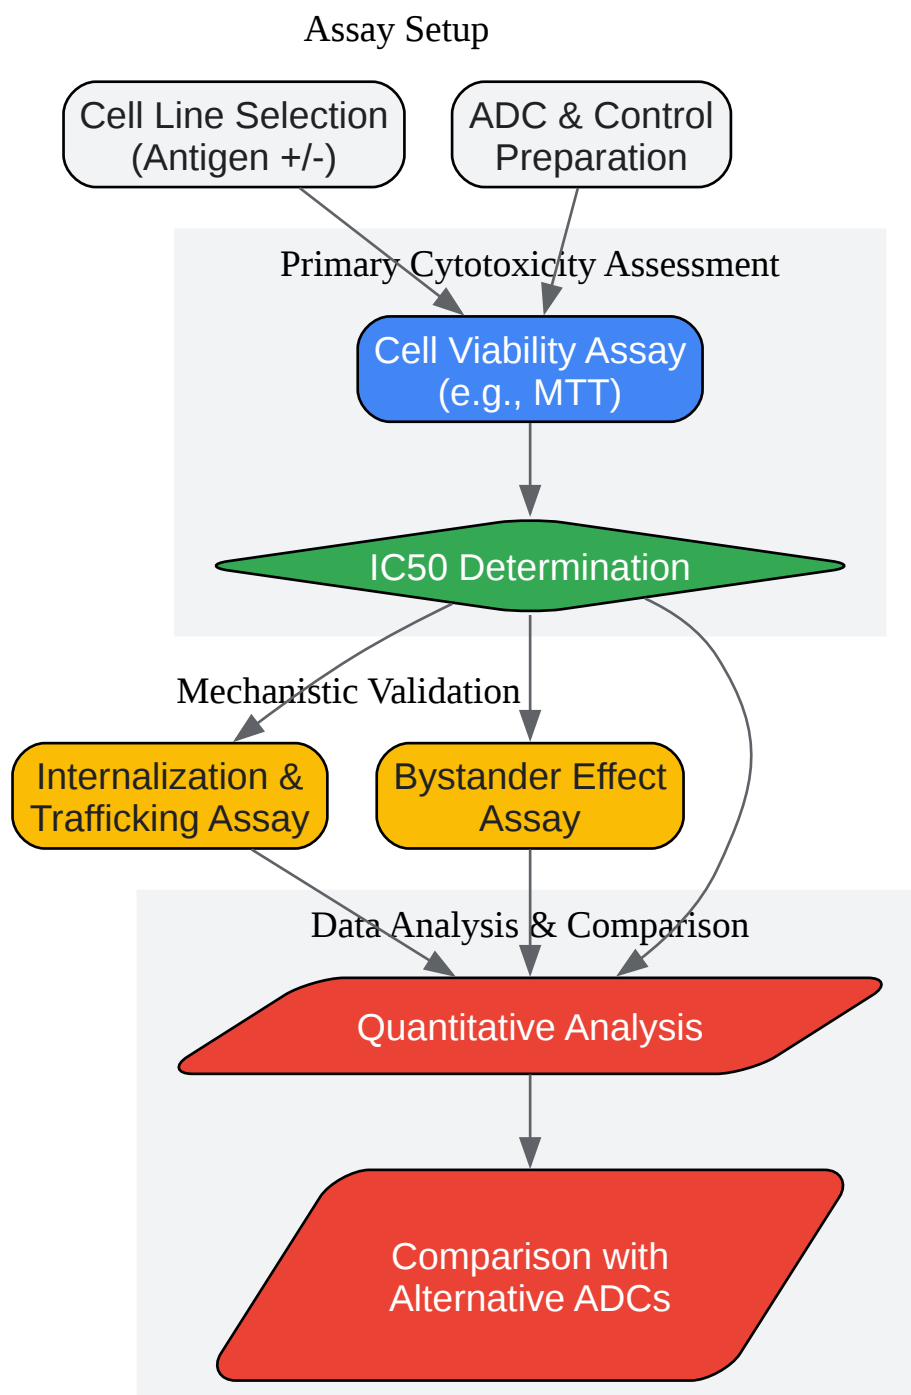 Assay Setup
Cell Line Selection
(Antigen +/-)
ADC & Control
Preparation
Primary Cytotoxicity Assessment
Cell Viability Assay
(e.g., MTT)
IC50 Determination
Mechanistic Validation
Internalization &
Trafficking Assay
Bystander Effect
Assay
Data Analysis & Comparison
Quantitative Analysis
Comparison with
Alternative ADCs